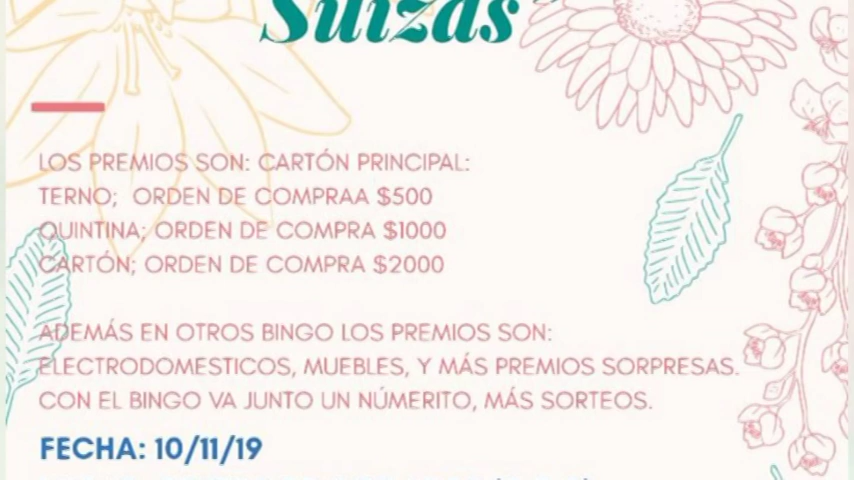 Suizas"
LOS PREMIOS SON: CARTÓN PRINCIPAL:
TERNO; ORDEN DE COMPRAA $500
QUINTINA; ORDEN DE COMPRA $1000
CARTÓN; ORDEN DE COMPRA $2000
ADEMÁS EN OTROS BINGO LOS PREMIOS SON:
ELECTRODOMESTICOS, MUEBLES, Y MÁS PREMIOS SORPRESAS.
CON EL BINGO VA JUNTO UN NÚMERITO, MÁS SORTEOS.
FECHA: 10/11/19